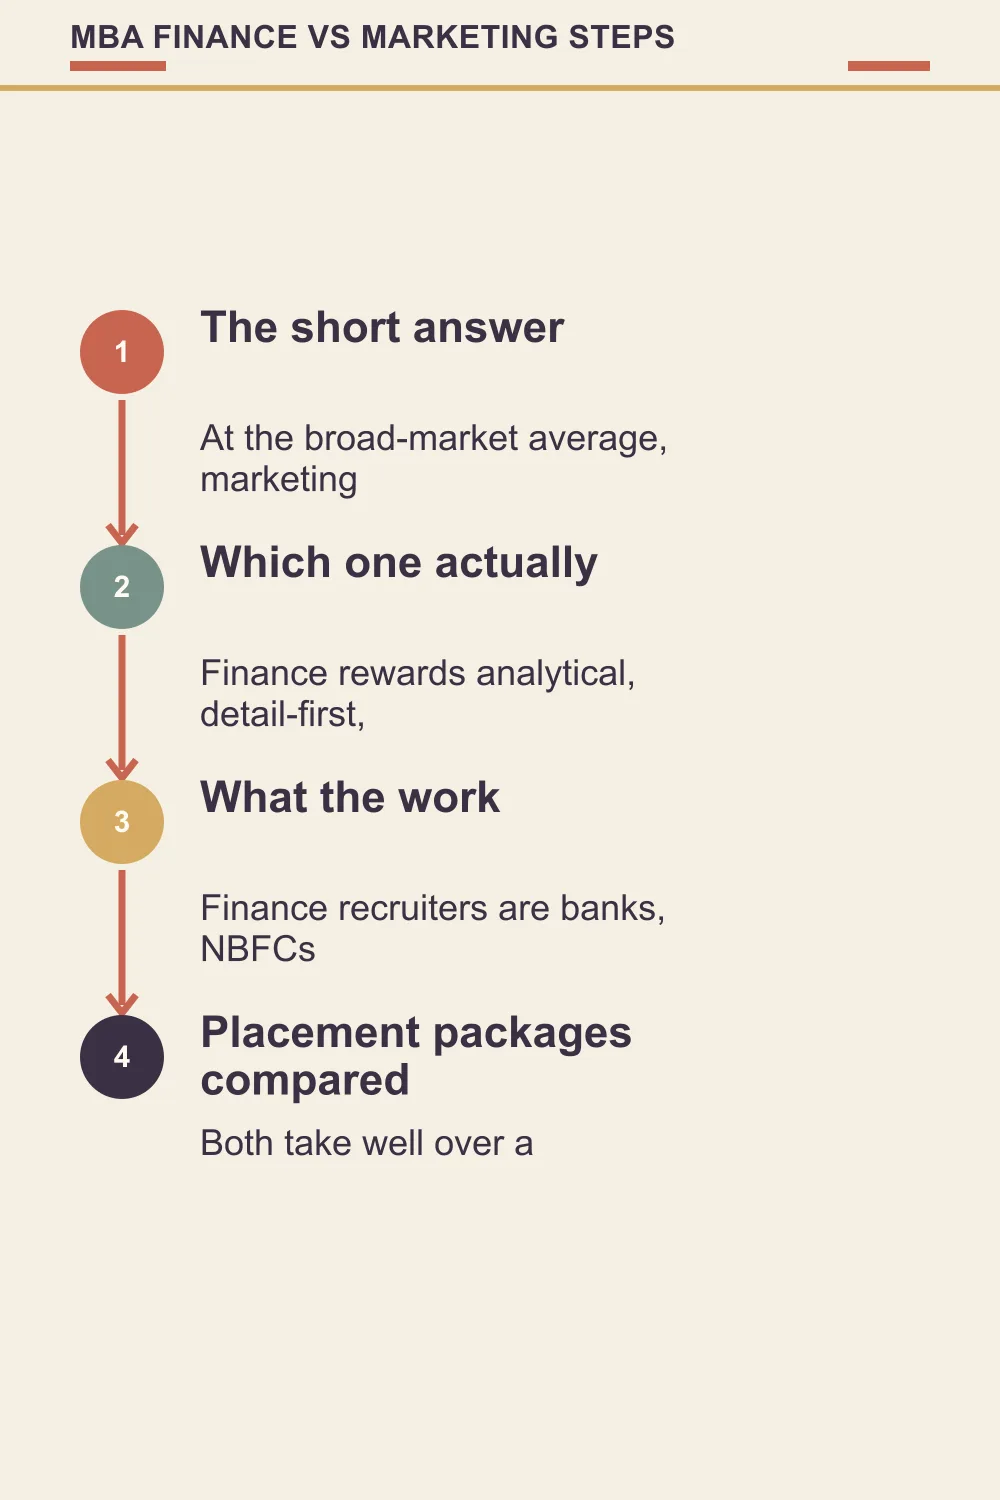 MBA FINANCE VS MARKETING STEPS
1
The short answer
At the broad-market average,
marketing
2
Which one actually
Finance rewards analytical,
detail-first,
3
What the work
Finance recruiters are banks,
NBFCs
4
Placement packages
compared
Both take well over a